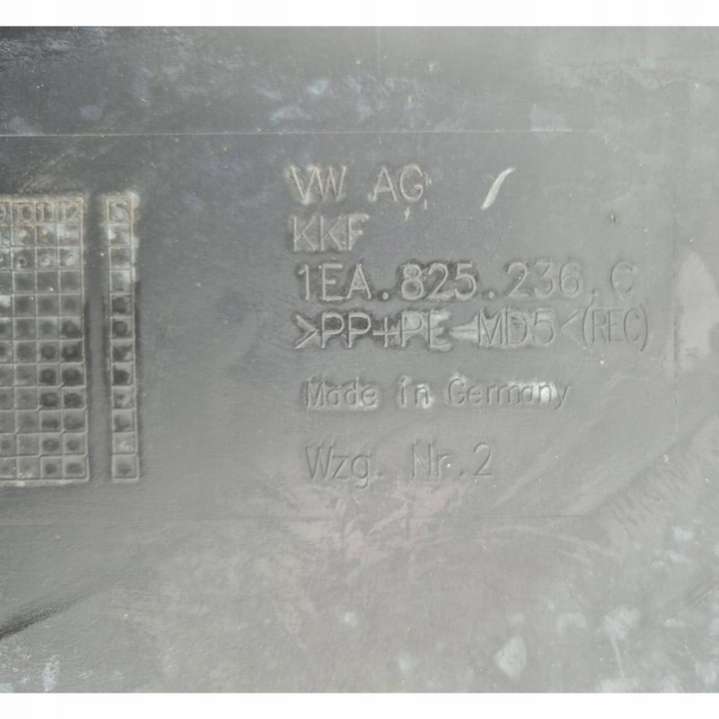 VW AG
KKF
1EA.825.236.C
>PP+PE-MD5<(REC)
Made in Germany
Wzg. Nr.2